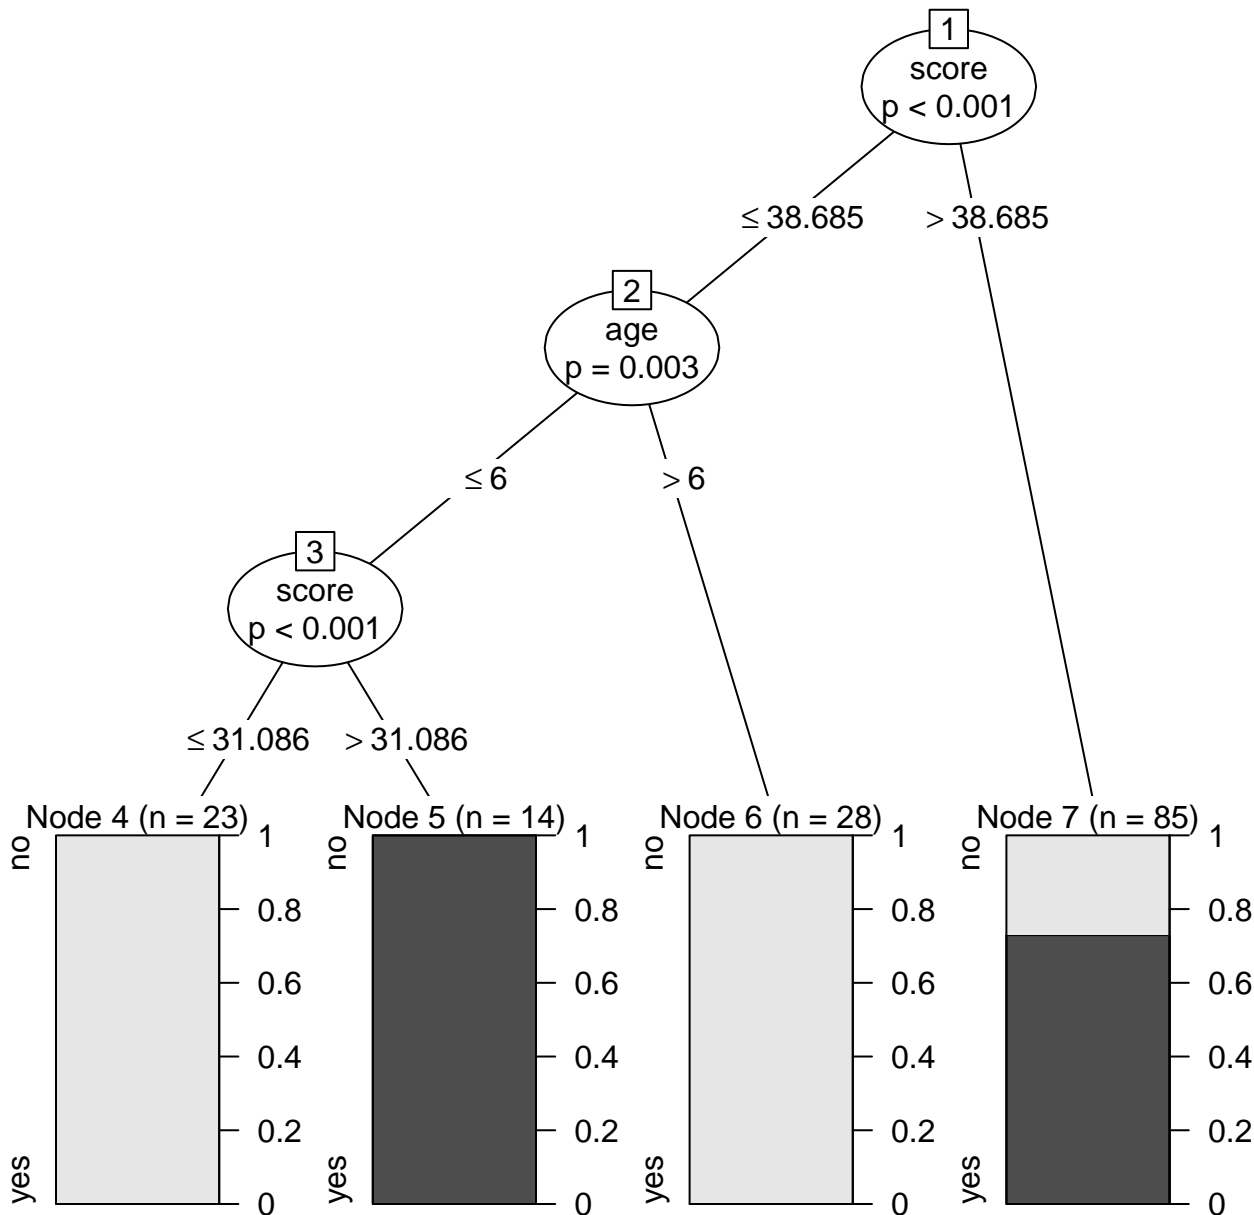 1
score
p < 0.001
≤ 38.685 > 38.685
2
age
p = 0.003
≤ 6 > 6
3
score
p < 0.001
≤ 31.086 > 31.086
Node 4 (n = 23)
no
yes
1
0.8
0.6
0.4
0.2
0
Node 5 (n = 14)
no
yes
1
0.8
0.6
0.4
0.2
0
Node 6 (n = 28)
no
yes
1
0.8
0.6
0.4
0.2
0
Node 7 (n = 85)
no
yes
1
0.8
0.6
0.4
0.2
0